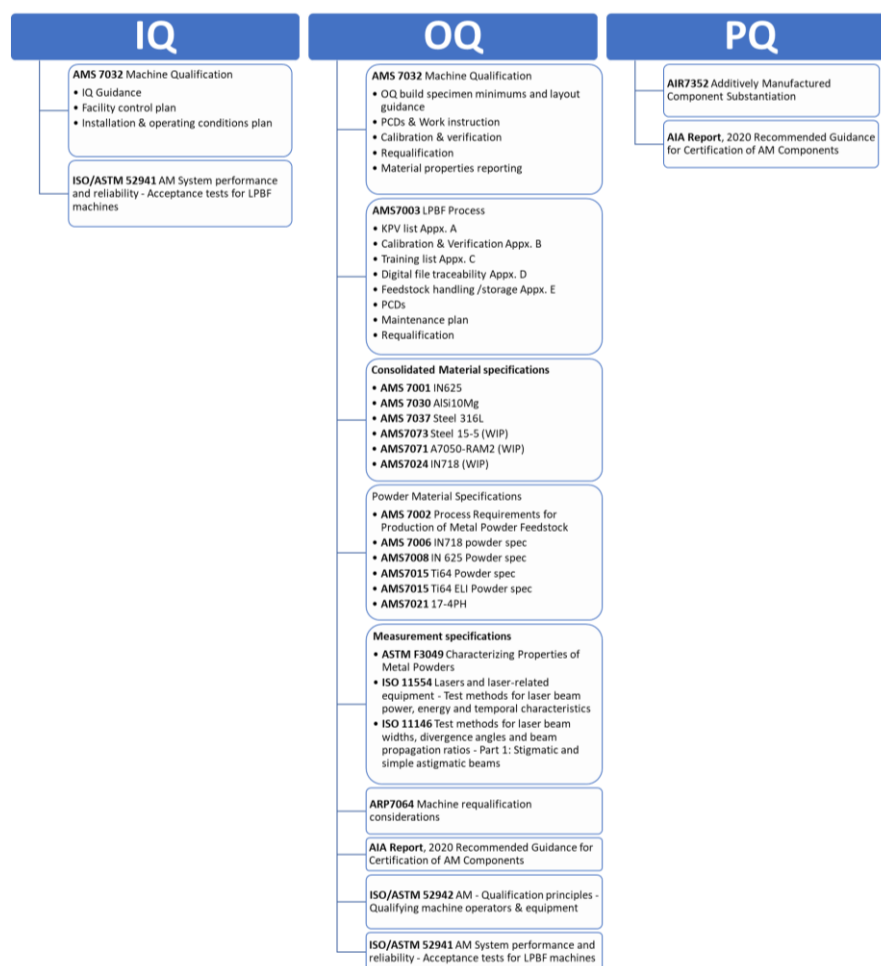 IQ
AMS 7032 Machine Qualification
• IQ Guidance
• Facility control plan
• Installation & operating conditions plan
ISO/ASTM 52941 AM System performance
and reliability - Acceptance tests for LPBF
machines
OQ
AMS 7032 Machine Qualification
• OQ build specimen minimums and layout
guidance
• PCDs & Work instruction
• Calibration & verification
• Requalification
• Material properties reporting
AMS7003 LPBF Process
• KPV list Appx. A
• Calibration & Verification Appx. B
• Training list Appx. C
• Digital file traceability Appx. D
• Feedstock handling /storage Appx. E
• PCDs
• Maintenance plan
• Requalification
Consolidated Material specifications
• AMS 7001 IN625
• AMS 7030 AlSi10Mg
• AMS 7037 Steel 316L
• AMS7073 Steel 15-5 (WIP)
• AMS7071 A7050-RAM2 (WIP)
• AMS7024 IN718 (WIP)
Powder Material Specifications
• AMS 7002 Process Requirements for
Production of Metal Powder Feedstock
• AMS 7006 IN718 powder spec
• AMS7008 IN 625 Powder spec
• AMS7015 Ti64 Powder spec
• AMS7015 Ti64 ELI Powder spec
• AMS7021 17-4PH
Measurement specifications
• ASTM F3049 Characterizing Properties of
Metal Powders
• ISO 11554 Lasers and laser-related
equipment - Test methods for laser beam
power, energy and temporal characteristics
• ISO 11146 Test methods for laser beam
widths, divergence angles and beam
propagation ratios - Part 1: Stigmatic and
simple astigmatic beams
ARP7064 Machine requalification
considerations
AIA Report, 2020 Recommended Guidance for
Certification of AM Components
ISO/ASTM 52942 AM - Qualification principles -
Qualifying machine operators & equipment
ISO/ASTM 52941 AM System performance and
reliability - Acceptance tests for LPBF machines
PQ
AIR7352 Additively Manufactured
Component Substantiation
AIA Report, 2020 Recommended Guidance
for Certification of AM Components